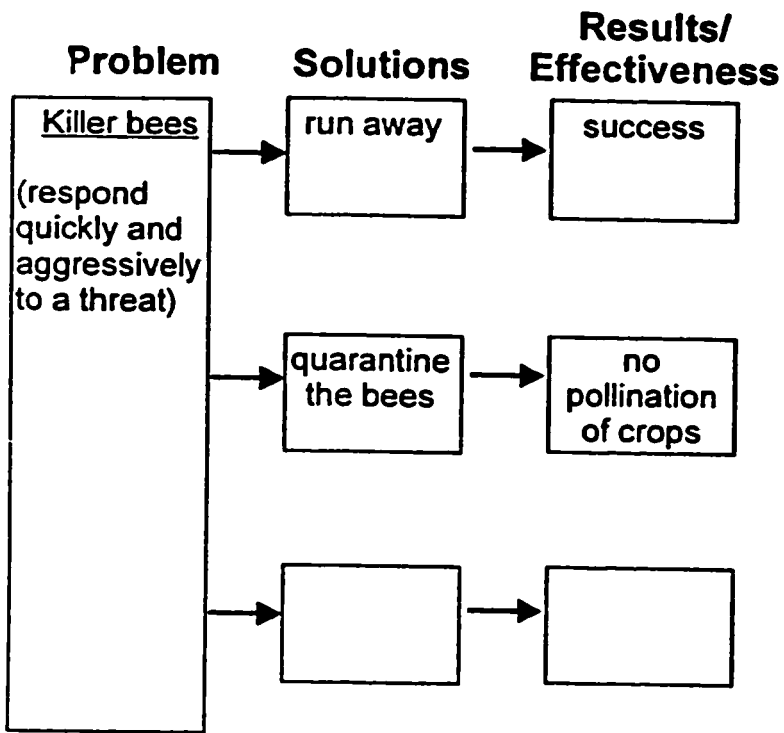 Problem
Solutions
Results/
Effectiveness
Killer bees
(respond
quickly and
aggressively
to a threat)
run away
success
quarantine
the bees
no
pollination
of crops